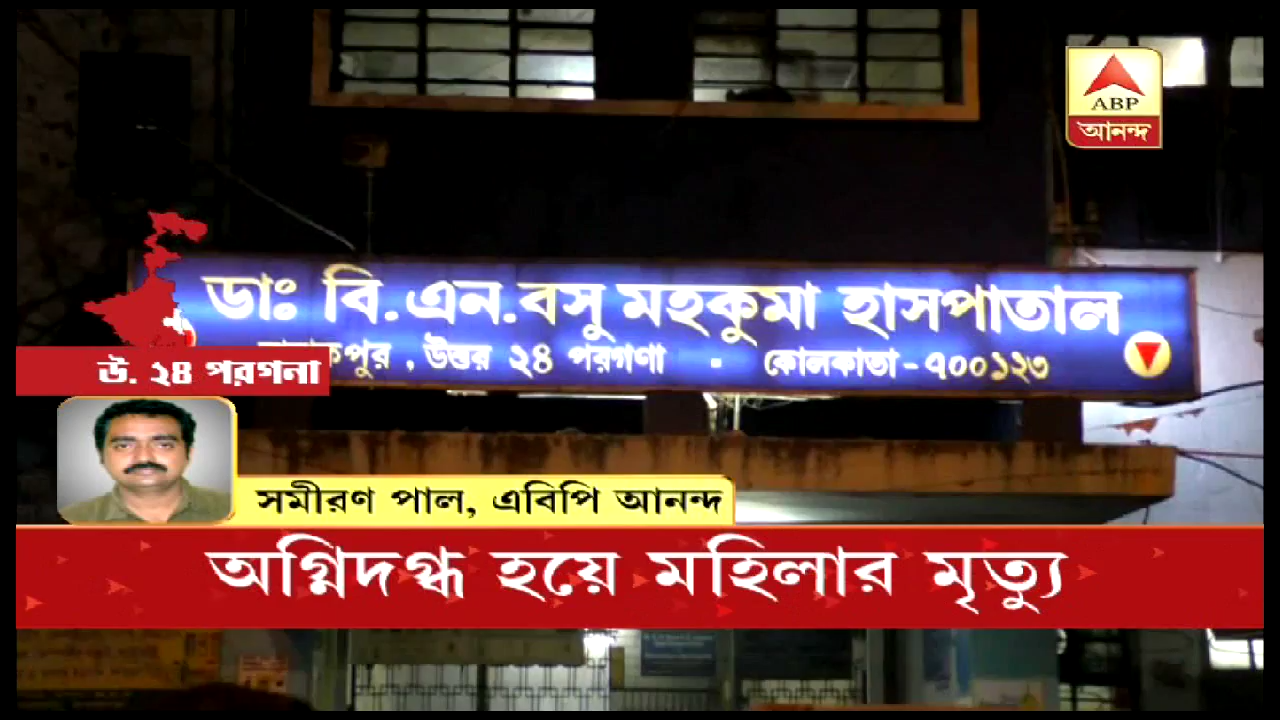 ABP
আনন্দ
ডাঃ বি.এন.বসু মহকুমা হাসপাতাল
উত্তর ২৪ পরগণা · কোলকাতা-৭০০১২৩
উ. ২৪ পরগনা
সমীরণ পাল, এবিপি আনন্দ
অগ্নিদগ্ধ হয়ে মহিলার মৃত্যু